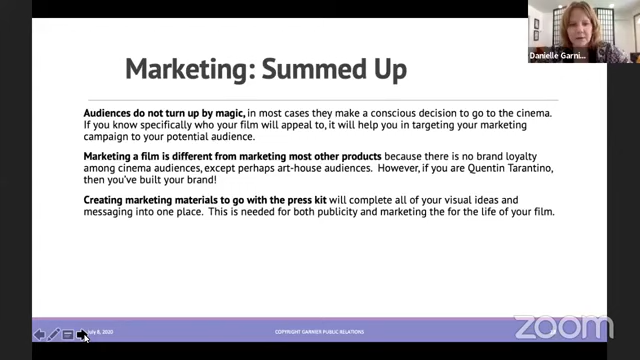 Danielle Garni...
Marketing: Summed Up
Audiences do not turn up by magic, in most cases they make a conscious decision to go to the cinema.
If you know specifically who your film will appeal to, it will help you in targeting your marketing
campaign to your potential audience.
Marketing a film is different from marketing most other products because there is no brand loyalty
among cinema audiences, except perhaps art-house audiences. However, if you are Quentin Tarantino,
then you've built your brand!
Creating marketing materials to go with the press kit will complete all of your visual ideas and
messaging into one place. This is needed for both publicity and marketing the for the life of your film.
July 8, 2020
COPYRIGHT GARNIER PUBLIC RELATIONS
zoom